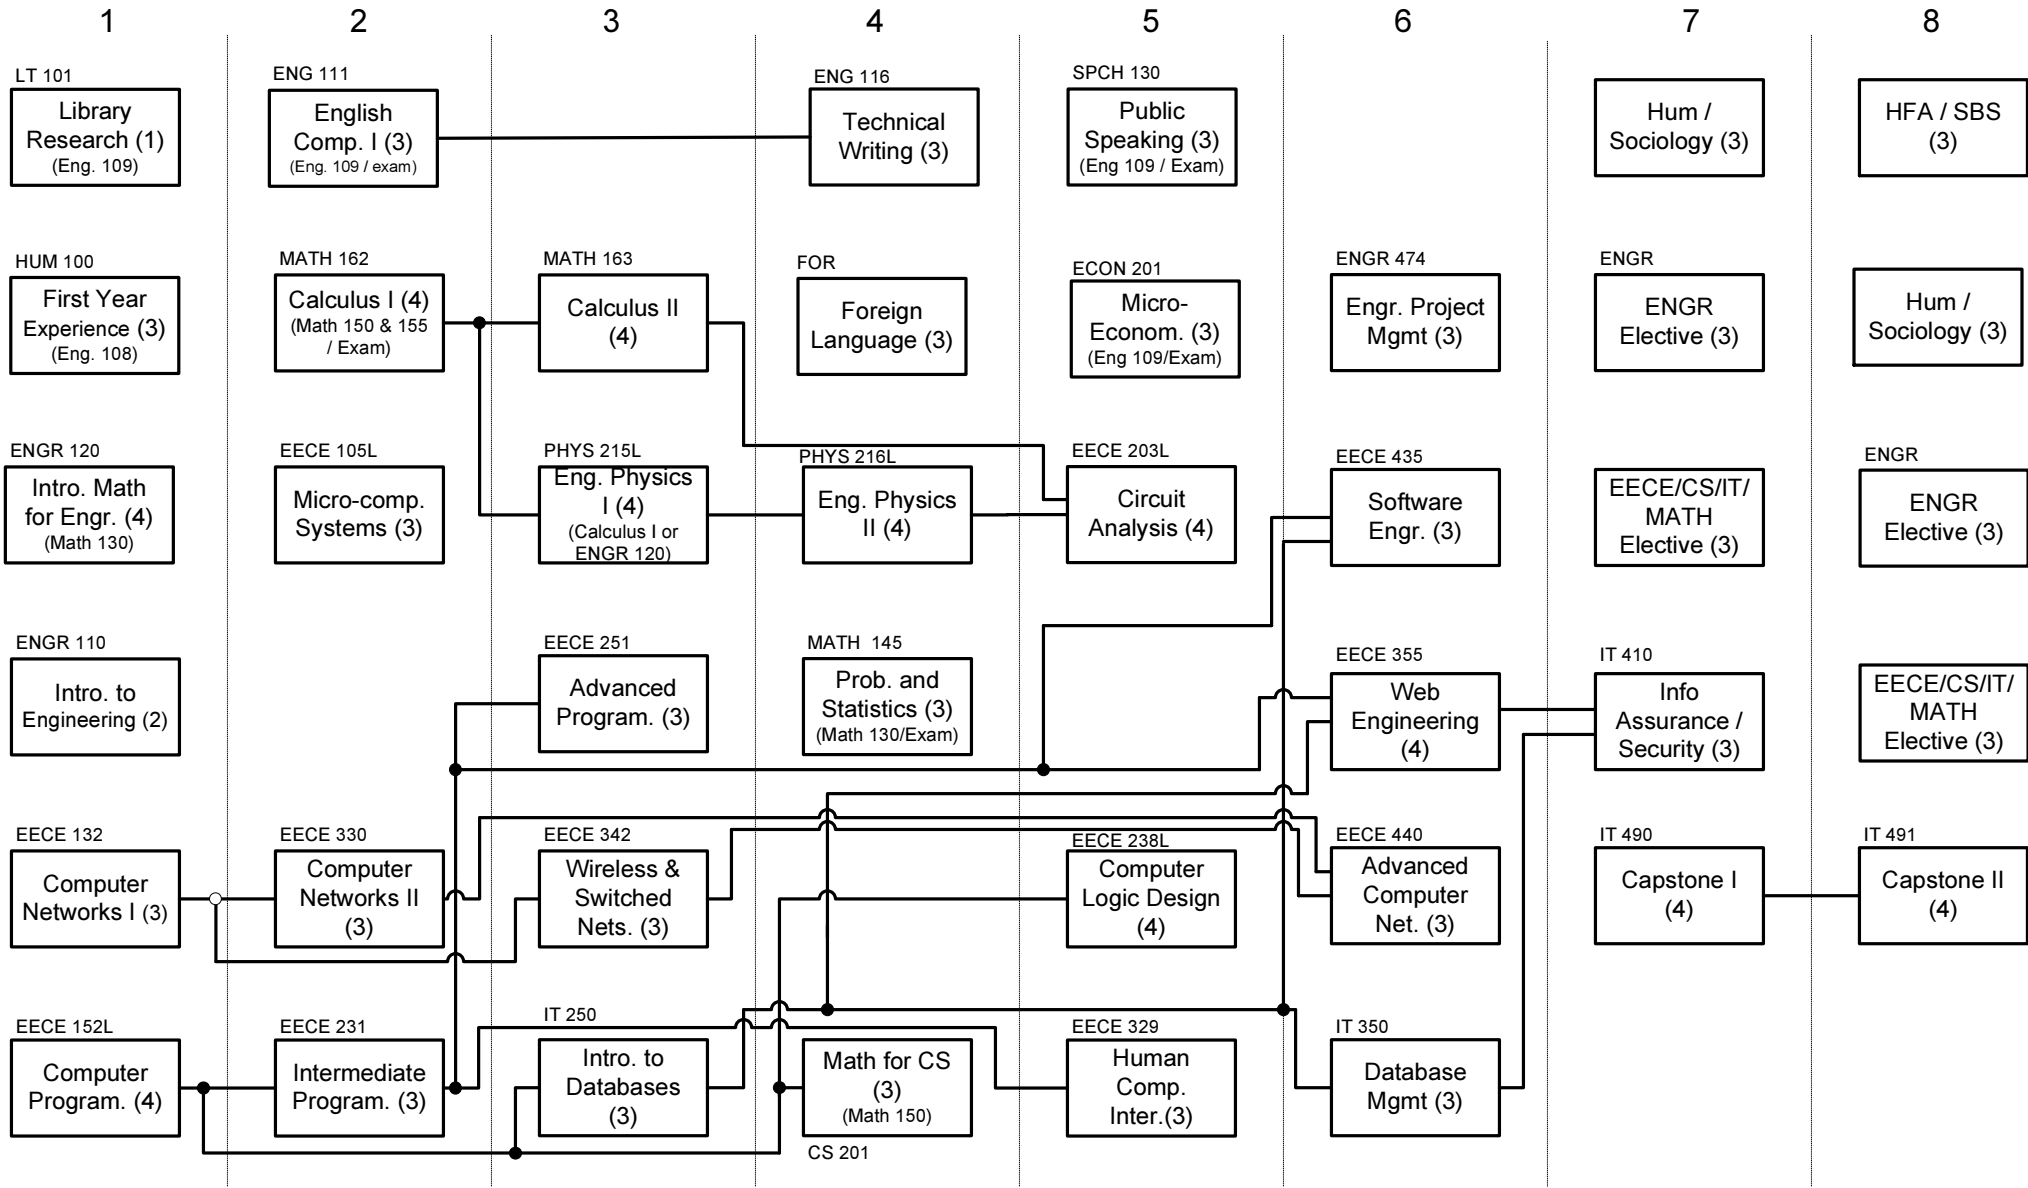 1
2
3
4
5
6
7
8
LT 101
Library
Research (1)
(Eng. 109)
ENG 111
English
Comp. I (3)
(Eng. 109 / exam)
ENG 116
Technical
Writing (3)
SPCH 130
Public
Speaking (3)
(Eng 109 / Exam)
Hum /
Sociology (3)
HFA / SBS
(3)
HUM 100
First Year
Experience (3)
(Eng. 108)
MATH 162
Calculus I (4)
(Math 150 & 155
/ Exam)
MATH 163
Calculus II
(4)
FOR
Foreign
Language (3)
ECON 201
Micro-
Econom. (3)
(Eng 109/Exam)
ENGR 474
Engr. Project
Mgmt (3)
ENGR
ENGR
Elective (3)
Hum /
Sociology (3)
ENGR 120
Intro. Math
for Engr. (4)
(Math 130)
EECE 105L
Micro-comp.
Systems (3)
PHYS 215L
Eng. Physics
I (4)
(Calculus I or
ENGR 120)
PHYS 216L
Eng. Physics
II (4)
EECE 203L
Circuit
Analysis (4)
EECE 435
Software
Engr. (3)
EECE/CS/IT/
MATH
Elective (3)
ENGR
ENGR
Elective (3)
ENGR 110
Intro. to
Engineering (2)
EECE 251
Advanced
Program. (3)
MATH  145
Prob. and
Statistics (3)
(Math 130/Exam)
EECE 355
Web
Engineering
(4)
IT 410
Info
Assurance /
Security (3)
EECE/CS/IT/
MATH
Elective (3)
EECE 132
Computer
Networks I (3)
EECE 330
Computer
Networks II
(3)
EECE 342
Wireless &
Switched
Nets. (3)
EECE 238L
Computer
Logic Design
(4)
EECE 440
Advanced
Computer
Net. (3)
IT 490
Capstone I
(4)
IT 491
Capstone II
(4)
EECE 152L
Computer
Program. (4)
EECE 231
Intermediate
Program. (3)
IT 250
Intro. to
Databases
(3)
Math for CS
(3)
(Math 150)
CS 201
EECE 329
Human
Comp.
Inter.(3)
IT 350
Database
Mgmt (3)